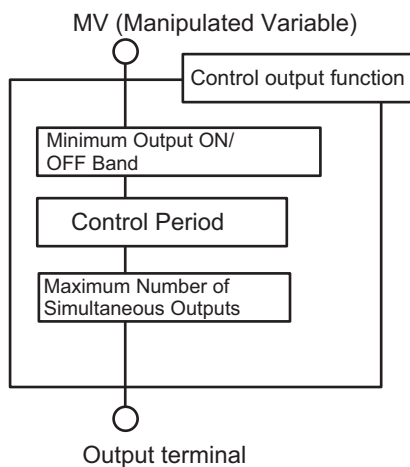 MV (Manipulated Variable)
Control output function
Minimum Output ON/
OFF Band
Control Period
Maximum Number of
Simultaneous Outputs
Output terminal